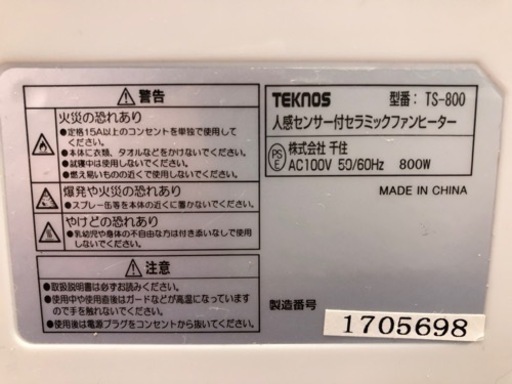 警告
火災の恐れあり
●定格15A以上のコンセントを単独で使用して
ください。
●本体に衣類、タオルなどをかけないでください。
●就寝中は使用しないでください。
●燃え易いものの近くで使用しないでください。
爆発や火災の恐れあり
●スプレー缶等を本体の近くに置かないでください。
やけどの恐れあり
●乳幼児や身体の不自由な方は付き添いなしで使
用しないでください。
注意
●取扱説明書は必ずお読みください。
●使用中や使用直後はガードなどが高温になっていま
すので手を触れないでください。
●使用後は電源プラグをコンセントから抜いてください。
TEKNOS 型番: TS-800
人感センサー付セラミックファンヒーター
PSE 株式会社 千住
AC100V 50/60Hz 800W
MADE IN CHINA
製造番号
1705698